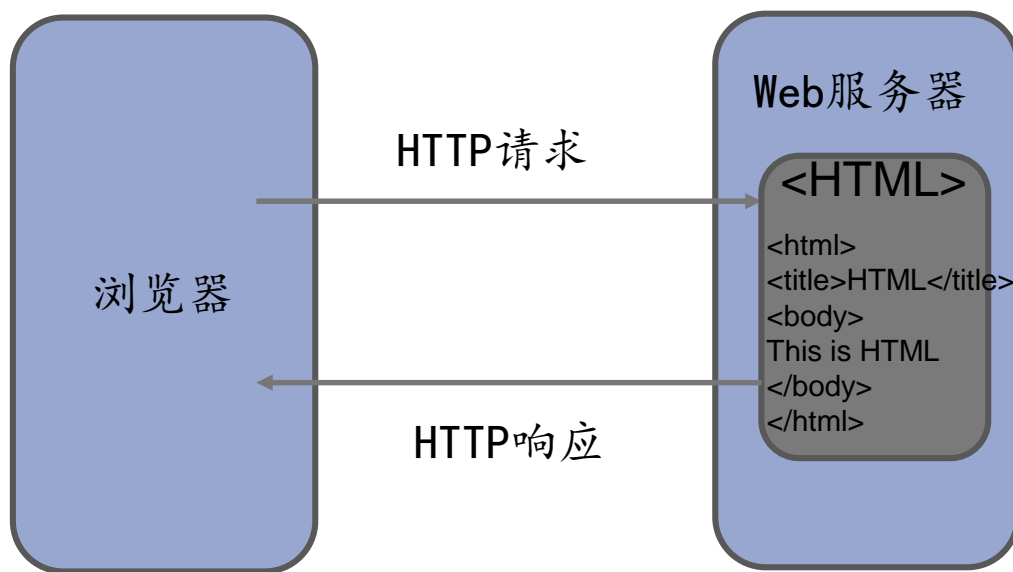 Web服务器
HTTP请求
<HTML>
<html>
<title>HTML</title>
<body>
This is HTML
</body>
</html>
浏览器
HTTP响应